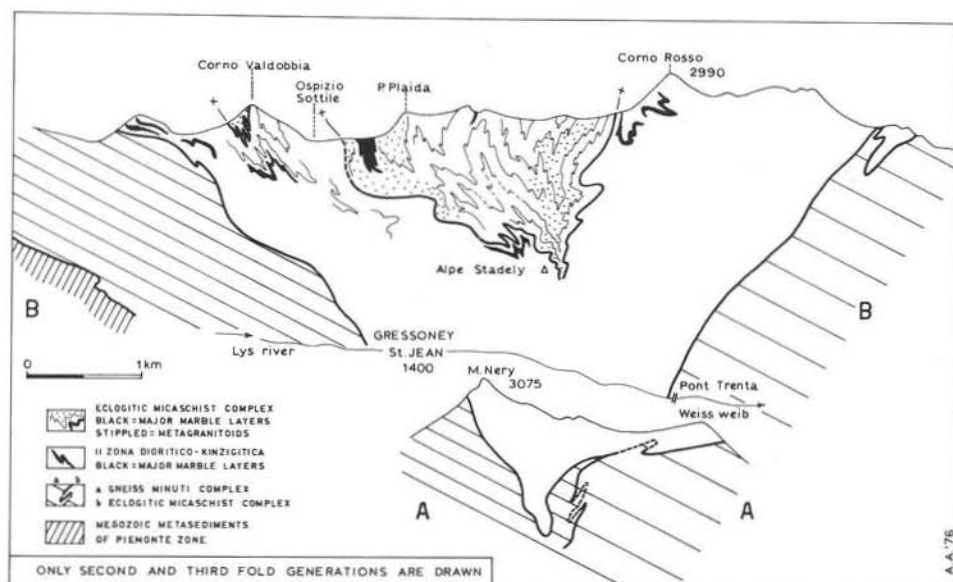 Corno Rosso
2990
Corno Valdobbia
Ospizio
Sottile
P. Plaida
Alpe Stadely Δ
B
B
GRESSONEY
St. JEAN
1400
Lys river
0 1km
M. Nery
3075
Pont Trenta
Weiss weib
ECLOGITIC MICASCHIST COMPLEX
BLACK=MAJOR MARBLE LAYERS
STIPPLED=METAGRANITOIDS
II ZONA DIORITICO-KINZIGITICA
BLACK=MAJOR MARBLE LAYERS
a b
a GNEISS MINUTI COMPLEX
b ECLOGITIC MICASCHIST COMPLEX
MESOZOIC METASEDIMENTS
OF PIEMONTE ZONE
A
A
ONLY SECOND AND THIRD FOLD GENERATIONS ARE DRAWN
A.A.'76